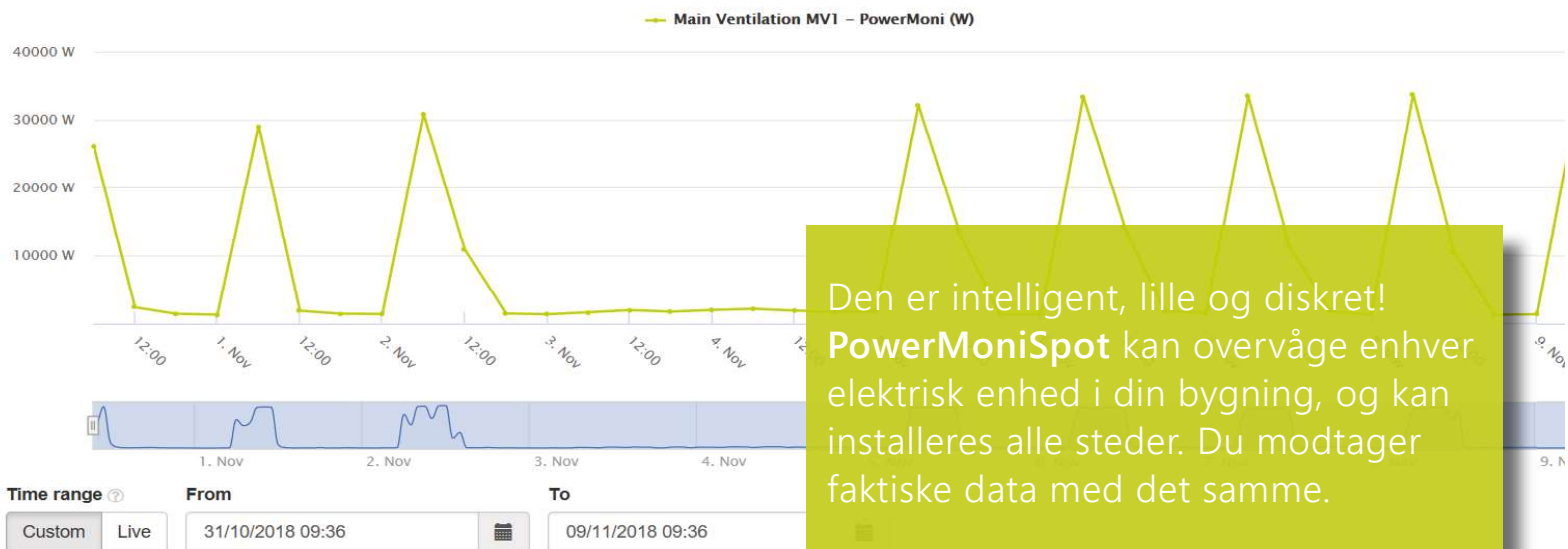 Main Ventilation MV1 – PowerMoni (W)
40000 W
30000 W
20000 W
10000 W
12:00
1. Nov
12:00
2. Nov
12:00
3. Nov
12:00
4. Nov
Den er intelligent, lille og diskret!
PowerMoniSpot kan overvåge enhver
elektrisk enhed i din bygning, og kan
installeres alle steder. Du modtager
faktiske data med det samme.
1. Nov
2. Nov
3. Nov
4. Nov
Time range
From
To
Custom
Live
31/10/2018 09:36
09/11/2018 09:36